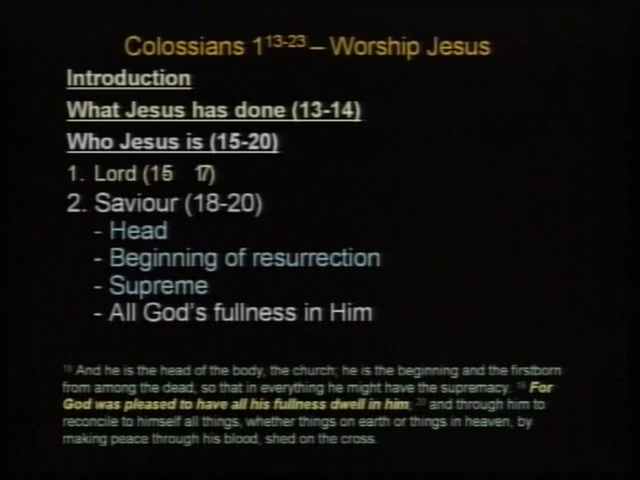 Colossians 1¹³⁻²³ – Worship Jesus
Introduction
What Jesus has done (13-14)
Who Jesus is (15-20)
1. Lord (15 17)
2. Saviour (18-20)
- Head
- Beginning of resurrection
- Supreme
- All God's fullness in Him
¹⁸ And he is the head of the body, the church; he is the beginning and the firstborn
from among the dead, so that in everything he might have the supremacy. ¹⁹ For
God was pleased to have all his fullness dwell in him, ²⁰ and through him to
reconcile to himself all things, whether things on earth or things in heaven, by
making peace through his blood, shed on the cross.